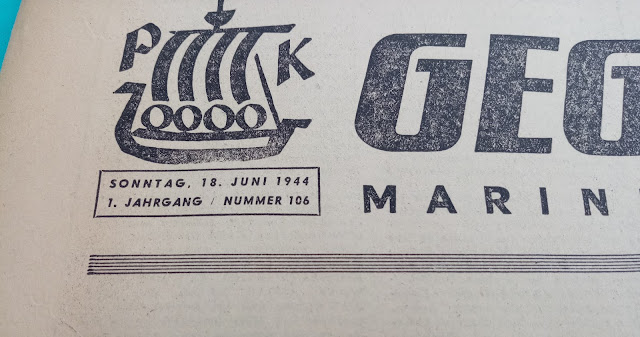 P K
GEG
SONNTAG, 18. JUNI 1944
1. JAHRGANG / NUMMER 106
MARIN